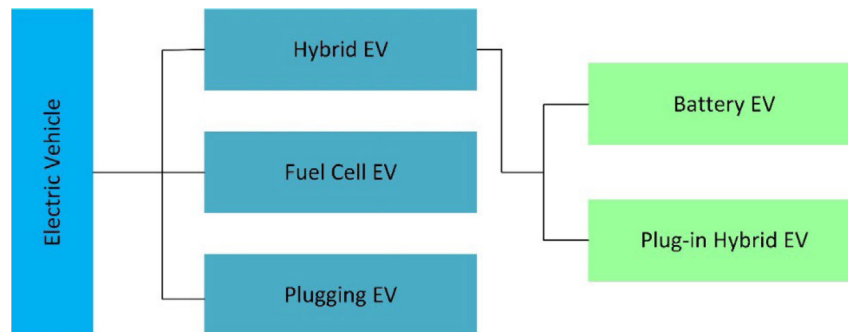 Electric Vehicle
Hybrid EV
Fuel Cell EV
Plugging EV
Battery EV
Plug-in Hybrid EV